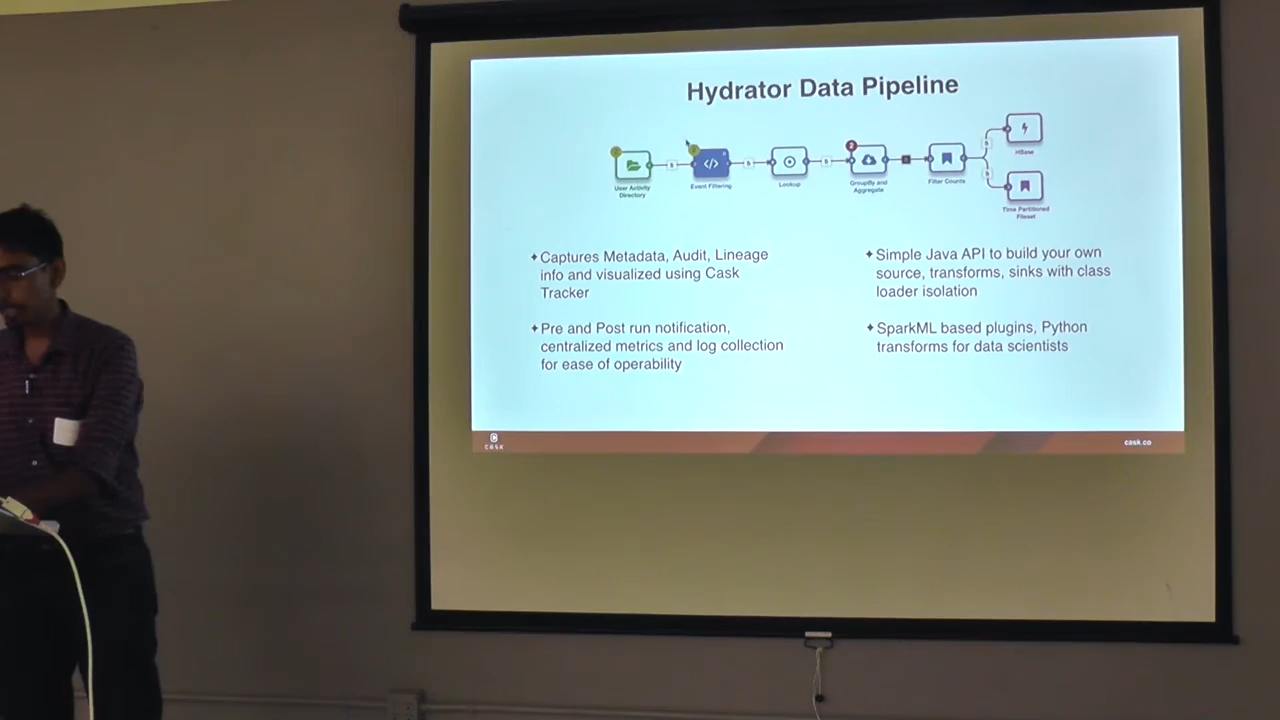 Hydrator Data Pipeline
User Activity
Directory
Event Filtering
Lookup
GroupBy and
Aggregate
Filter Counts
HBase
Time Partitioned
Fileset
✦Captures Metadata, Audit, Lineage
info and visualized using Cask
Tracker
✦Pre and Post run notification,
centralized metrics and log collection
for ease of operability
✦Simple Java API to build your own
source, transforms, sinks with class
loader isolation
✦SparkML based plugins, Python
transforms for data scientists
CASK
cask.co